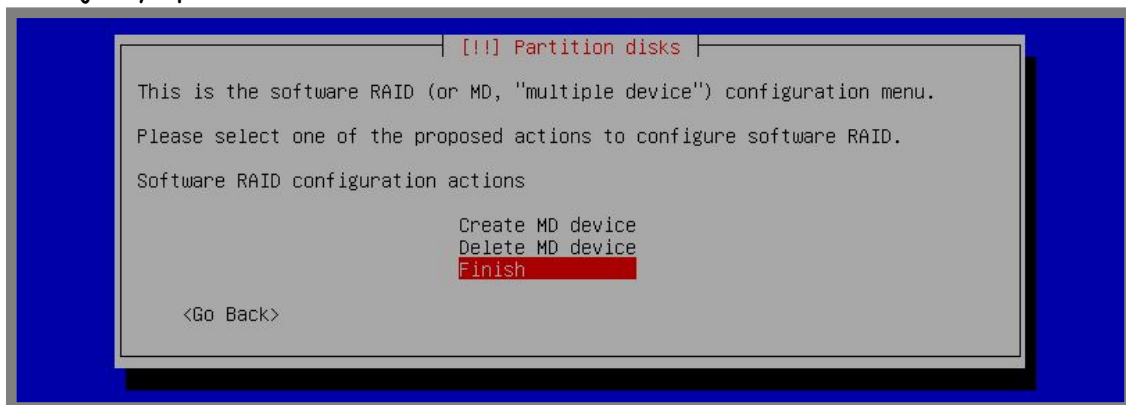 [!!] Partition disks
This is the software RAID (or MD, "multiple device") configuration menu.
Please select one of the proposed actions to configure software RAID.
Software RAID configuration actions
Create MD device
Delete MD device
Finish
<Go Back>